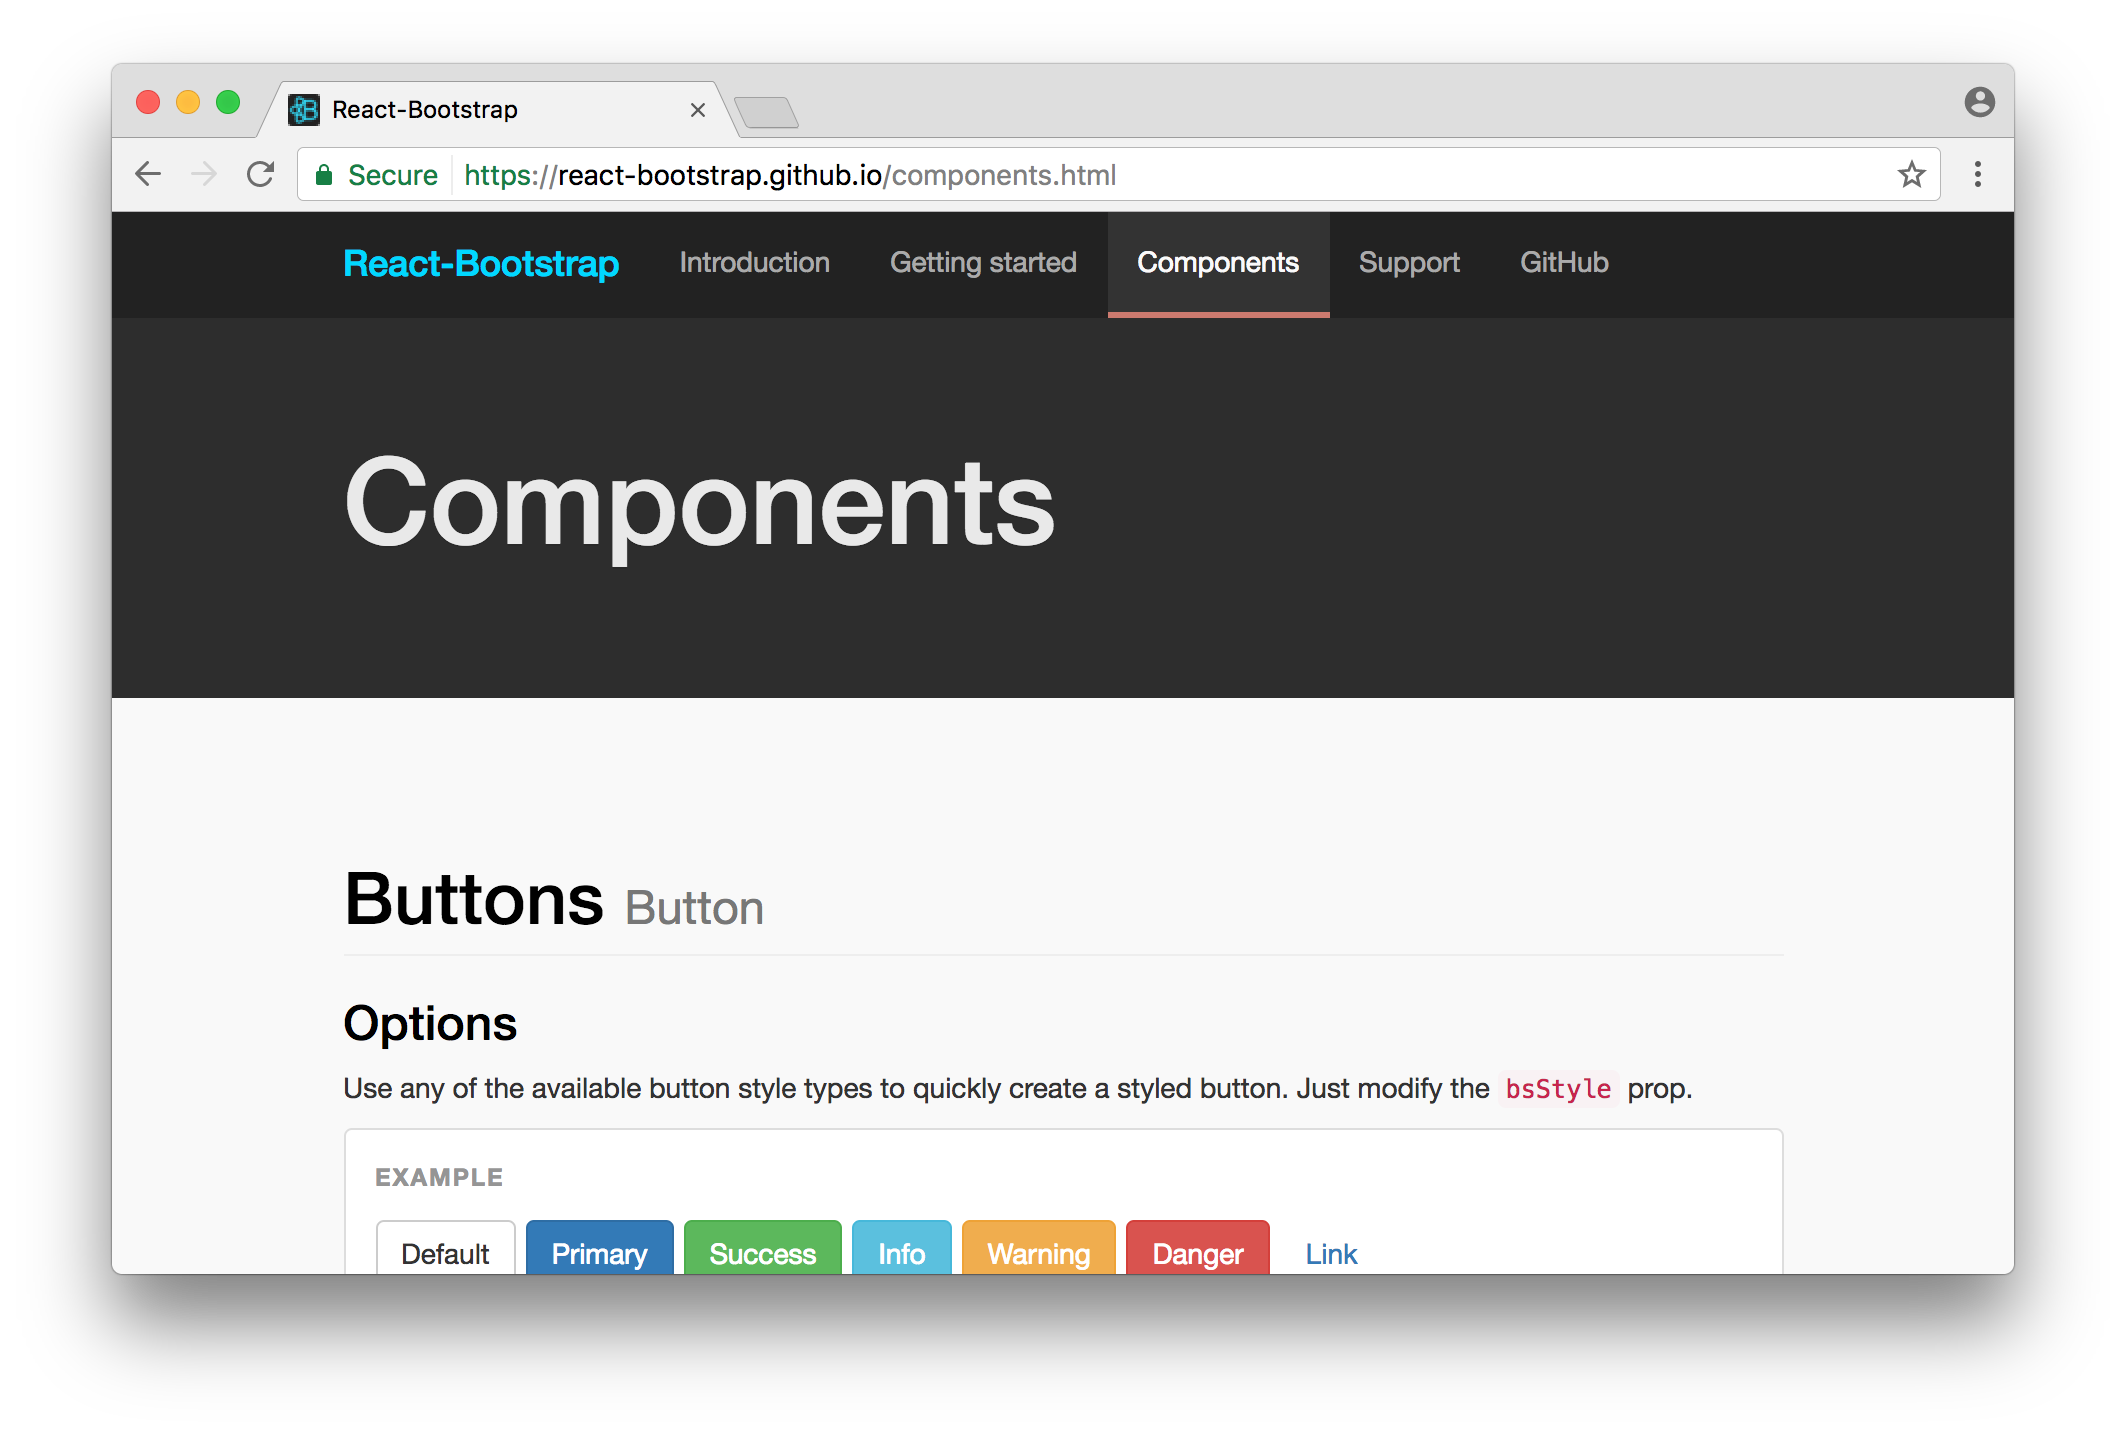 React-Bootstrap
Secure https://react-bootstrap.github.io/components.html
React-Bootstrap Introduction Getting started Components Support GitHub
Components
Buttons Button
Options
Use any of the available button style types to quickly create a styled button. Just modify the bsStyle prop.
EXAMPLE
Default Primary Success Info Warning Danger Link